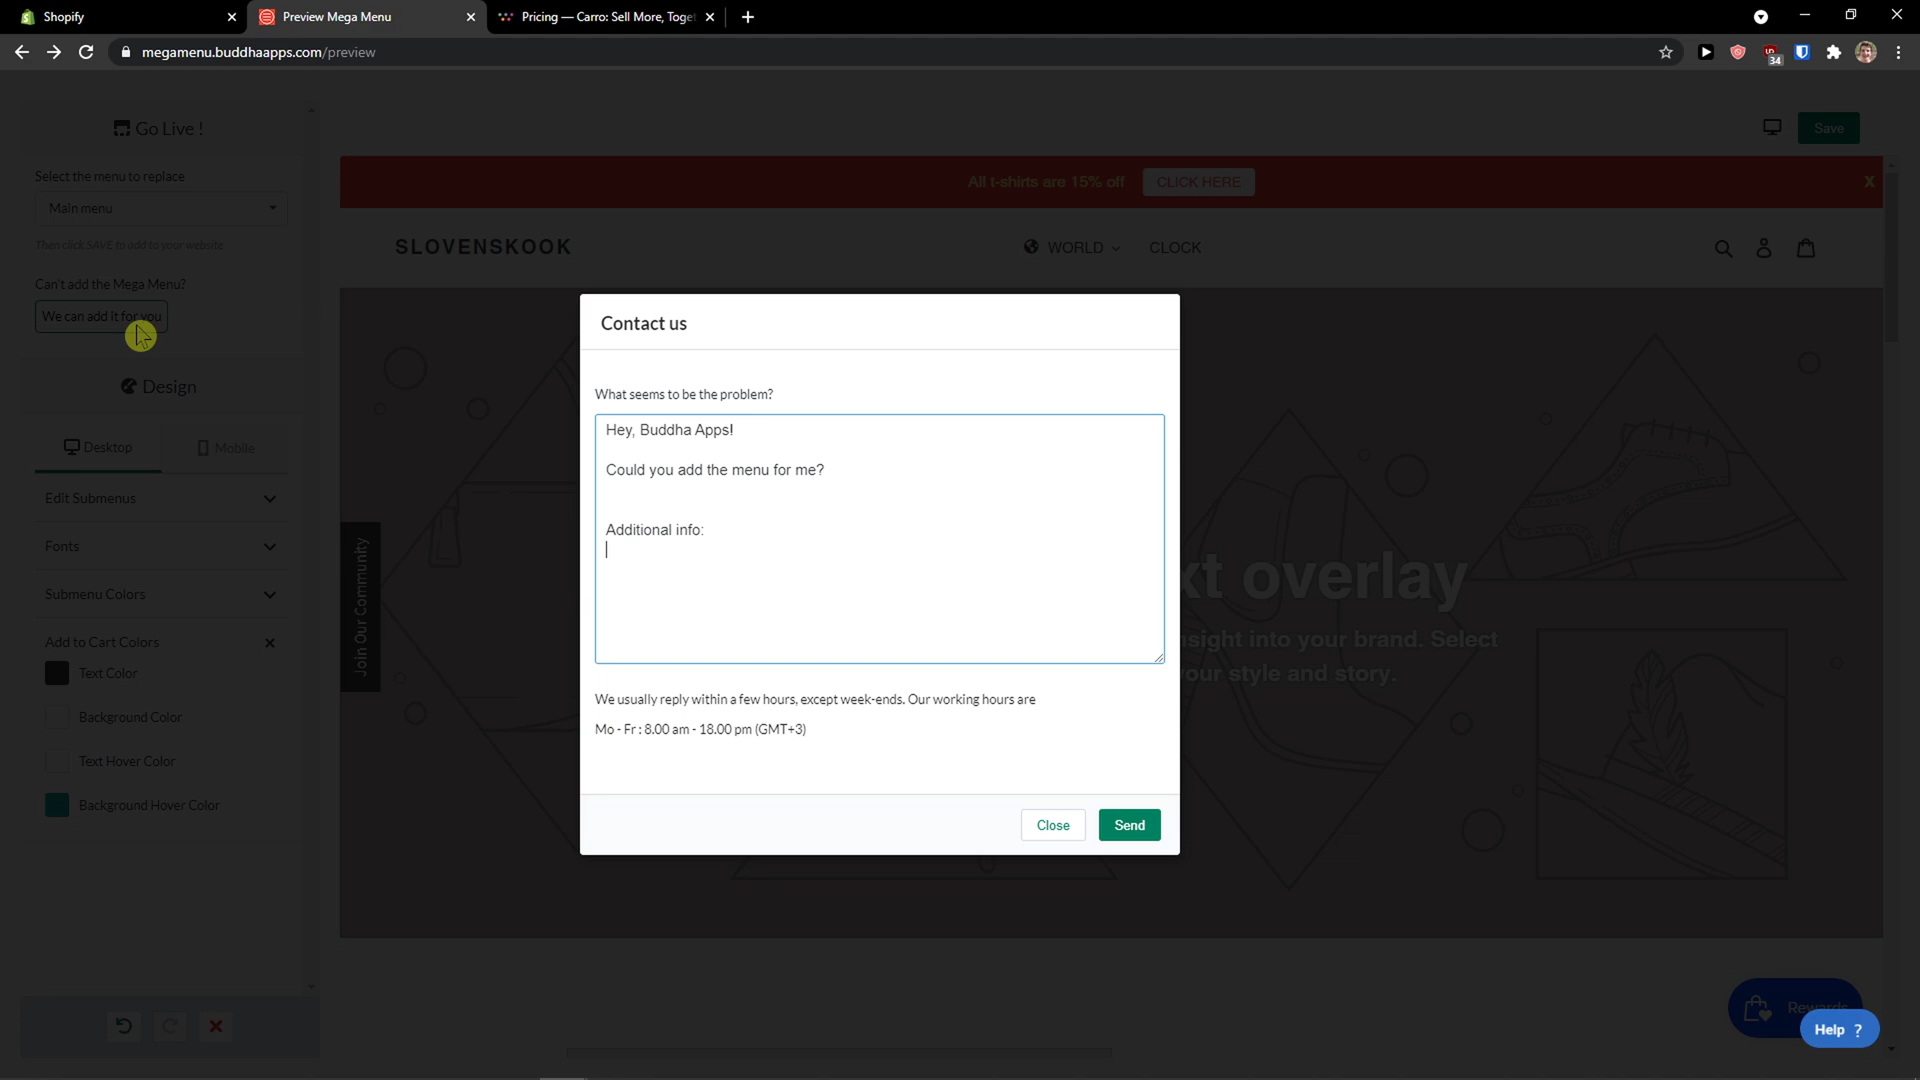 Shopify
Preview Mega Menu
Pricing — Carro: Sell More, Toge
megamenu.buddhaapps.com/preview
34
Go Live !
Save
Select the menu to replace
Main menu
Then click SAVE to add to your website.
Can't add the Mega Menu?
We can add it for you
All t-shirts are 15% off
CLICK HERE
X
SLOVENSKOOK
WORLD
CLOCK
Design
Desktop
Mobile
Edit Submenus
Fonts
Submenu Colors
Add to Cart Colors
Text Color
Background Color
Text Hover Color
Background Hover Color
Join Our Community
Contact us
What seems to be the problem?
Hey, Buddha Apps!
Could you add the menu for me?
Additional info:
We usually reply within a few hours, except week-ends. Our working hours are
Mo - Fr : 8.00 am - 18.00 pm (GMT+3)
Close
Send
xt overlay
nsight into your brand. Select
your style and story.
Rewards
Help ?